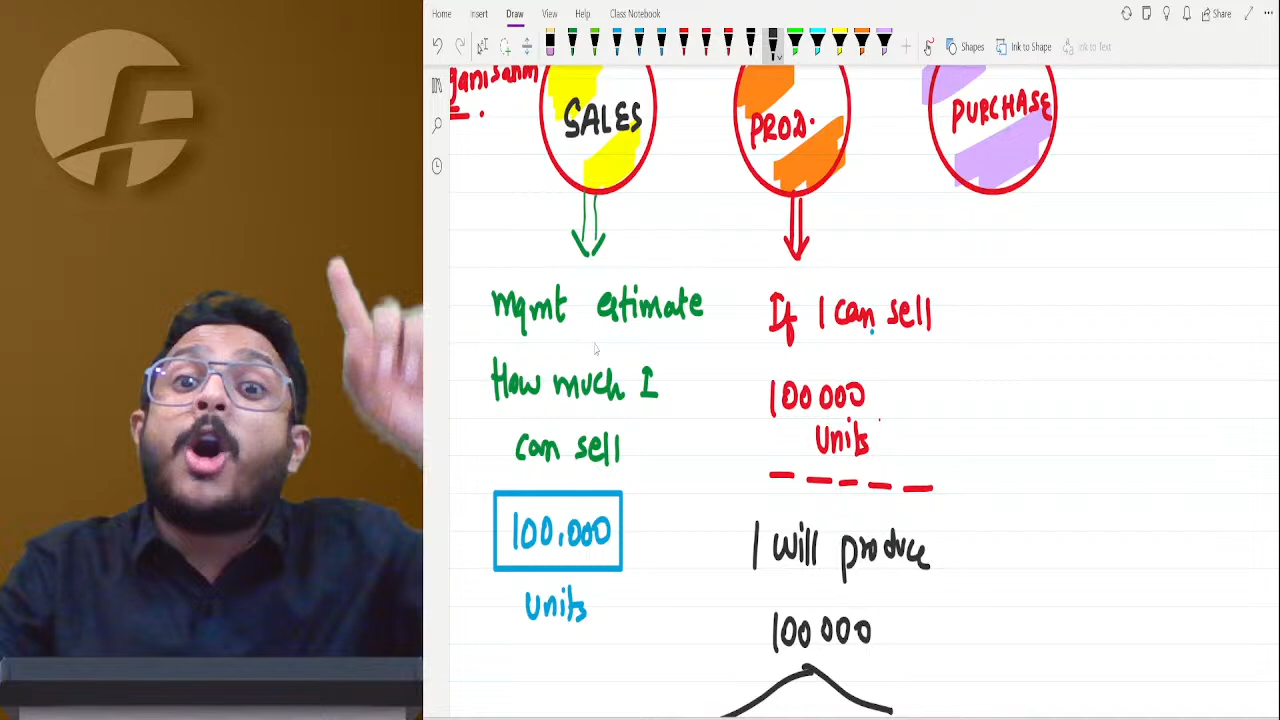 Home Insert Draw View Help Class Notebook
Share
Shapes Ink to Shape Ink to Text
ganisation
SALES
PROD.
PURCHASE
Mgmt estimate
How much I
can sell
100,000
units
If I can sell
100 000
Units
I will produce
100 000